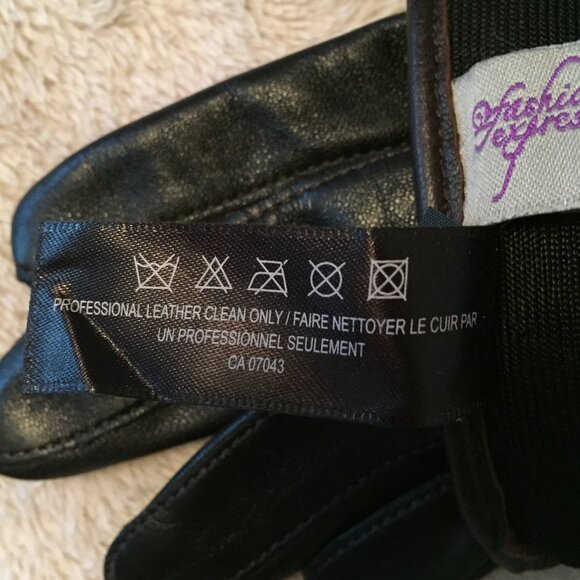 PROFESSIONAL LEATHER CLEAN ONLY / FAIRE NETTOYER LE CUIR PAR
UN PROFESSIONNEL SEULEMENT
CA 07043